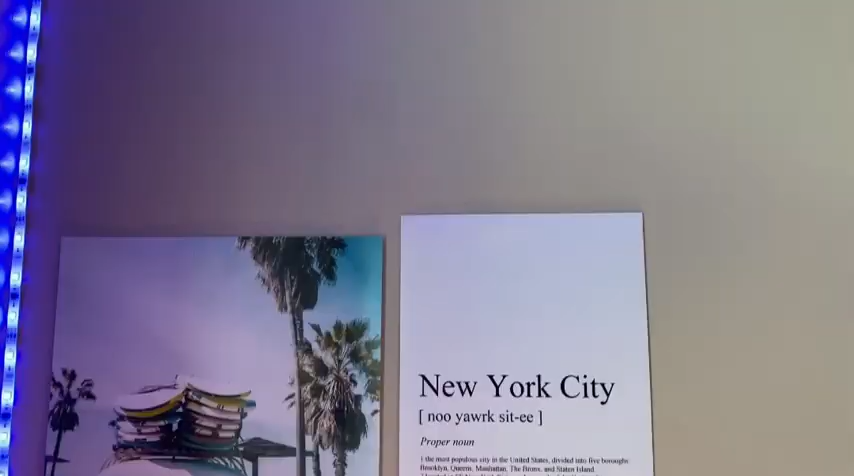 New York City
[ noo yawrk sit-ee ]
Proper noun
1 the most populous city in the United States, divided into five boroughs
Brooklyn, Queens, Manhattan, The Bronx, and Staten Island